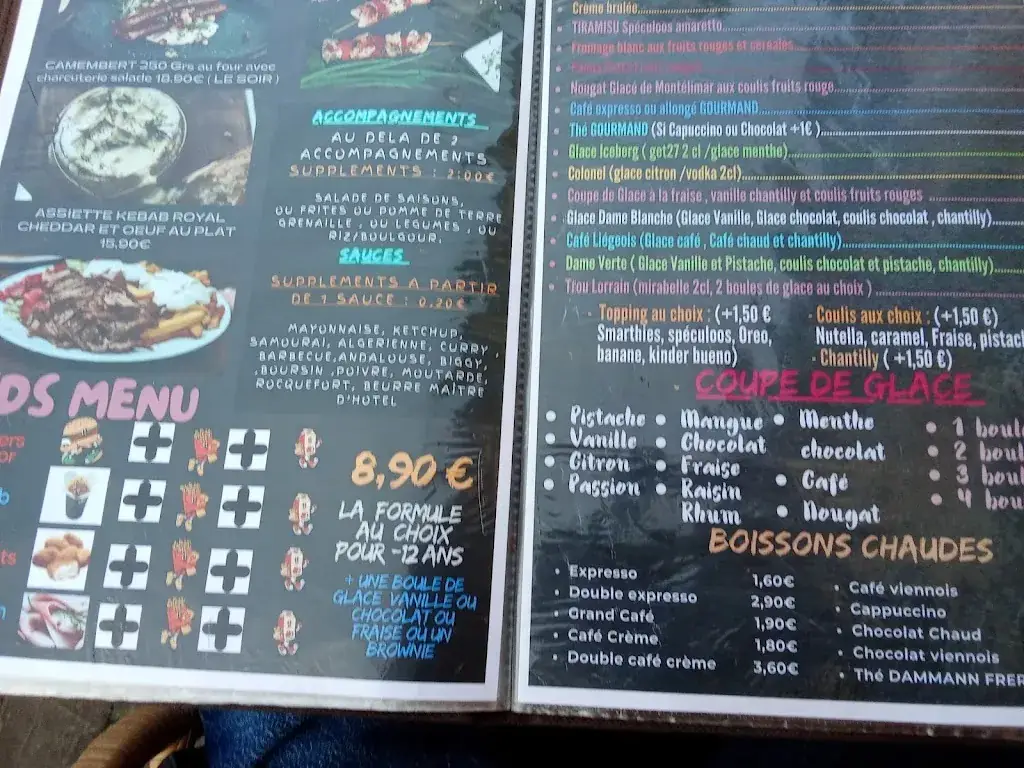 CAMEMBERT 250 Grs au four avec
charcuterie salade 18.90€ ( LE SOIR )
ASSIETTE KEBAB ROYAL
CHEDDAR ET OEUF AU PLAT
15,90€
ACCOMPAGNEMENTS
AU DELA DE 2
ACCOMPAGNEMENTS
SUPPLEMENTS : 2:00€
SALADE DE SAISONS,
OU FRITES OU POMME DE TERRE
GRENAILLE , OU LEGUMES , OU
RIZ/BOULGOUR.
SAUCES
SUPPLEMENTS A PARTIR
DE 1 SAUCE : 0,20€
MAYONNAISE, KETCHUP,
SAMOURAI, ALGERIENNE, CURRY ,
BARBECUE,ANDALOUSE, BIGGY,
,BOURSIN ,POIVRE, MOUTARDE,
ROCQUEFORT, BEURRE MAITRE
D'HOTEL
DS MENU
8,90 €
LA FORMULE
AU CHOIX
POUR -12 ANS
+ UNE BOULE DE
GLACE VANILLE OU
CHOCOLAT OU
FRAISE OU UN
BROWNIE
Crème brulée
TIRAMISU Spéculoos amaretto
Fromage blanc aux fruits rouges et cereales
Nougat Glacé de Montélimar aux coulis fruits rouge
Café expresso ou allongé GOURMAND
Thé GOURMAND (Si Capuccino ou Chocolat +1€ )
Glace Iceberg ( get27 2 cl /glace menthe)
Colonel (glace citron /vodka 2cl)
Coupe de Glace à la fraise , vanille chantilly et coulis fruits rouges
Glace Dame Blanche (Glace Vanille, Glace chocolat, coulis chocolat , chantilly)
Café Liégeois (Glace café , Café chaud et chantilly)
Dame Verte ( Glace Vanille et Pistache, coulis chocolat et pistache, chantilly)
Trou Lorrain (mirabelle 2cl, 2 boules de glace au choix )
- Topping au choix : (+1,50 €
Smarthies, spéculoos, Oreo,
banane, kinder bueno)
- Coulis aux choix : (+1,50 €)
Nutella, caramel, Fraise, pistach
- Chantilly ( +1,50 €)
COUPE DE GLACE
• Pistache
• Vanille
• Citron
• Passion
• Mangue
• Chocolat
• Fraise
• Raisin
Rhum
• Menthe
chocolat
• Café
• Nougat
• 1 boul
• 2 boul
• 3 boul
• 4 bou
BOISSONS CHAUDES
• Expresso 1,60€
• Double expresso 2,90€
• Grand Café 1,90€
• Café Crème 1,80€
• Double café crème 3,60€
• Café viennois
• Cappucino
• Chocolat Chaud
• Chocolat viennois
• Thé DAMMANN FRER